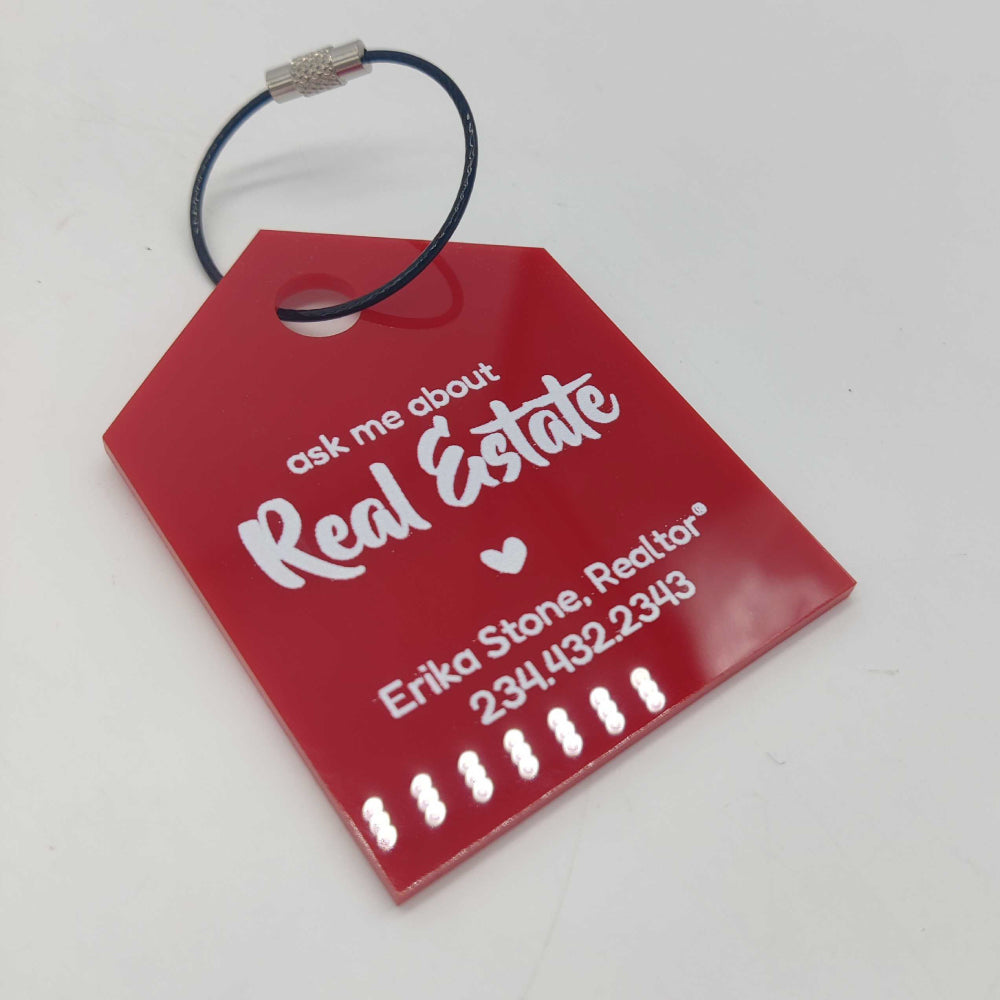 ask me about
Real Estate
Erika Stone, Realtor®
234.432.2343